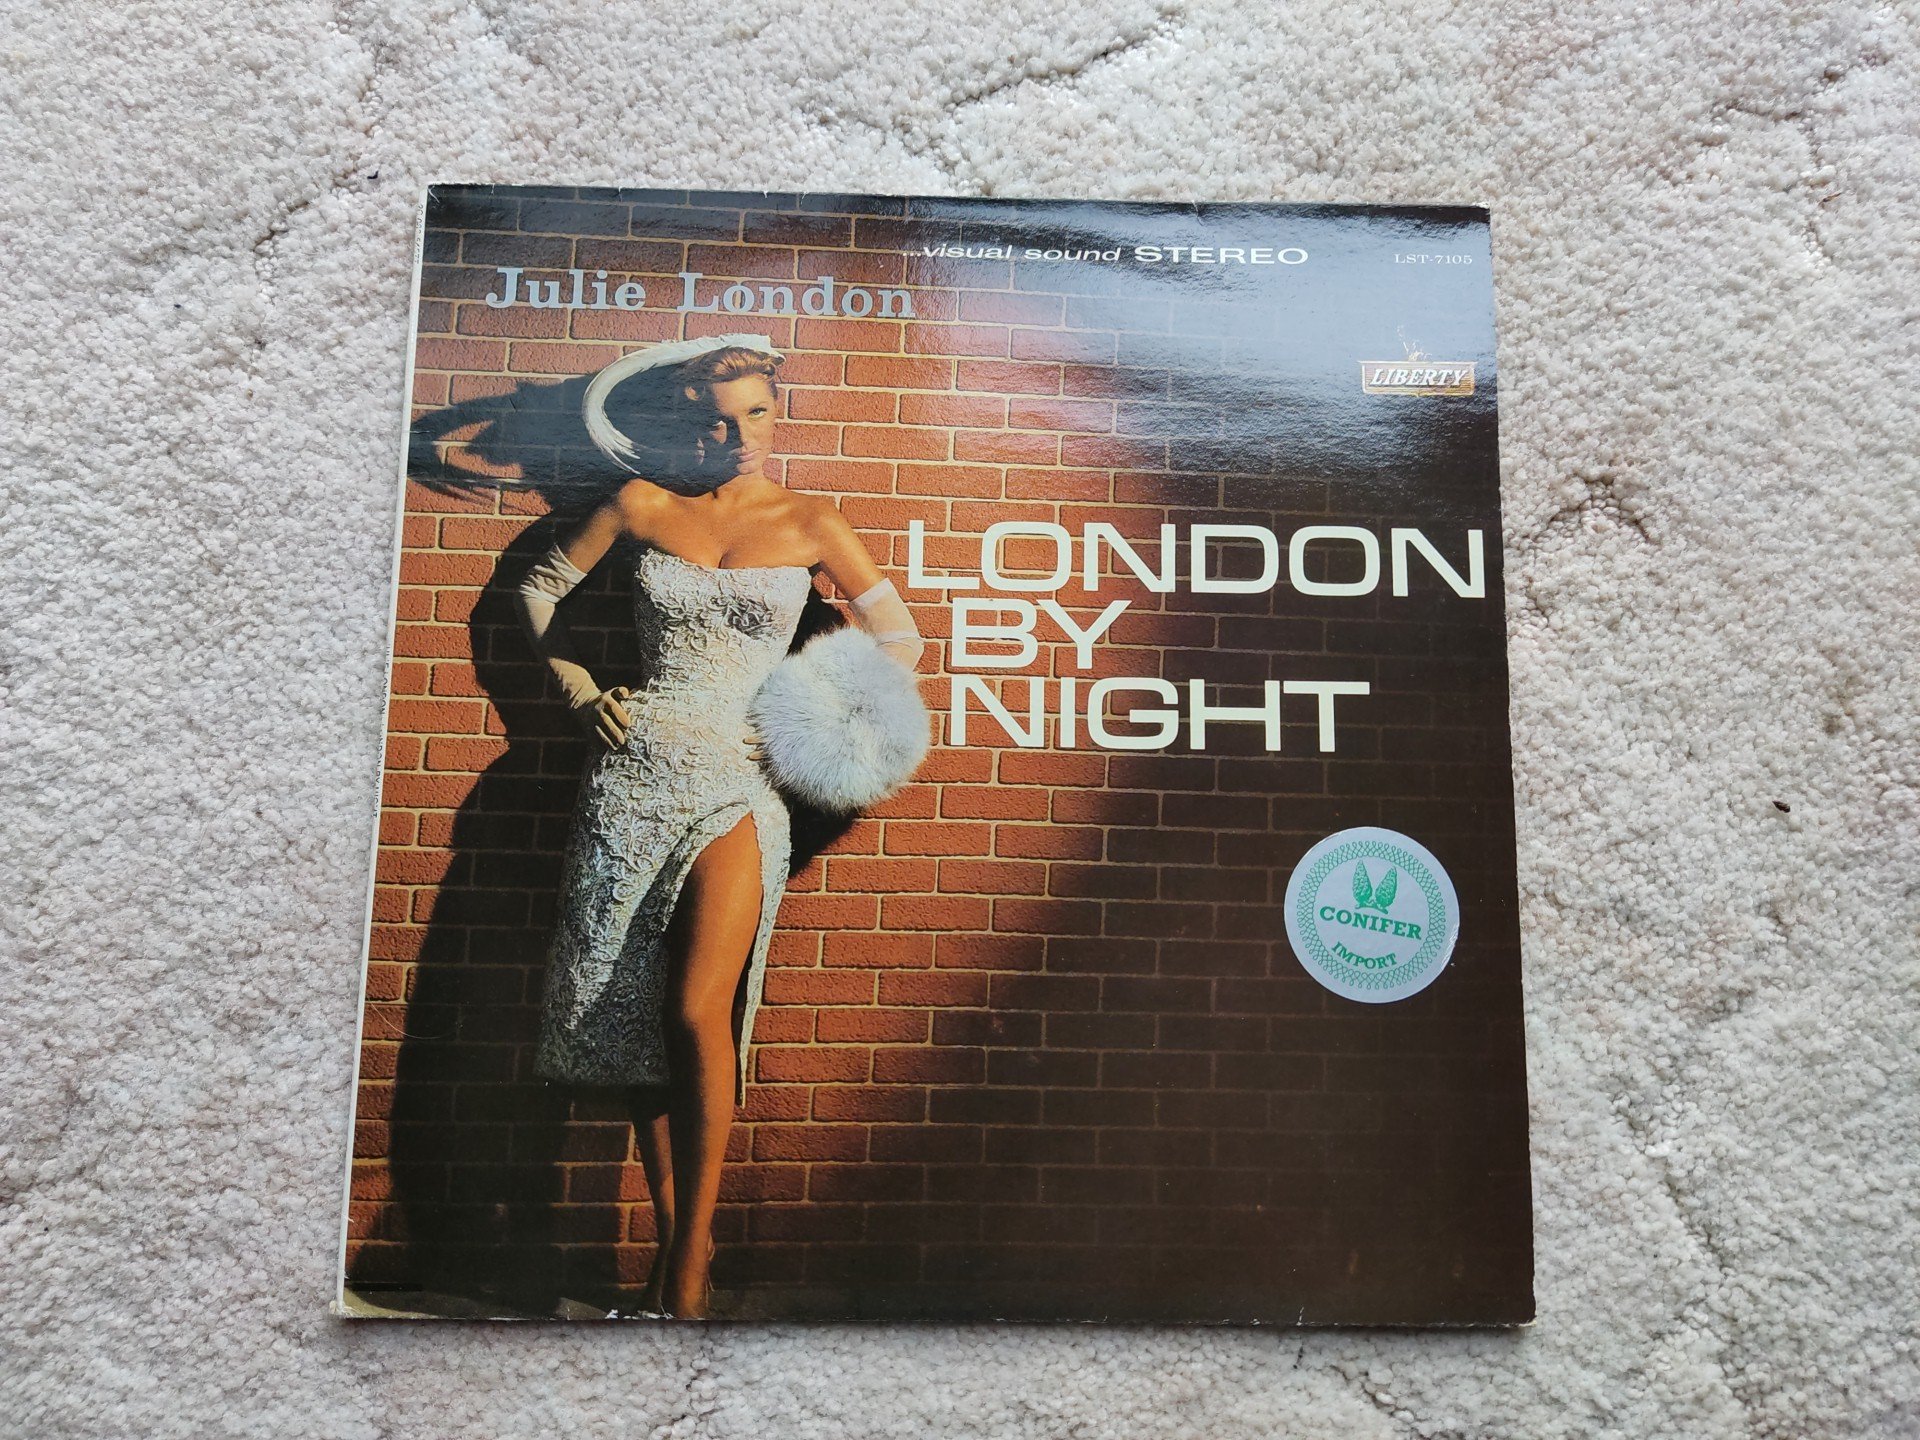 ...visual sound STEREO
LST-7105
Julie London
LIBERTY
LONDON
BY
NIGHT
CONIFER
IMPORT